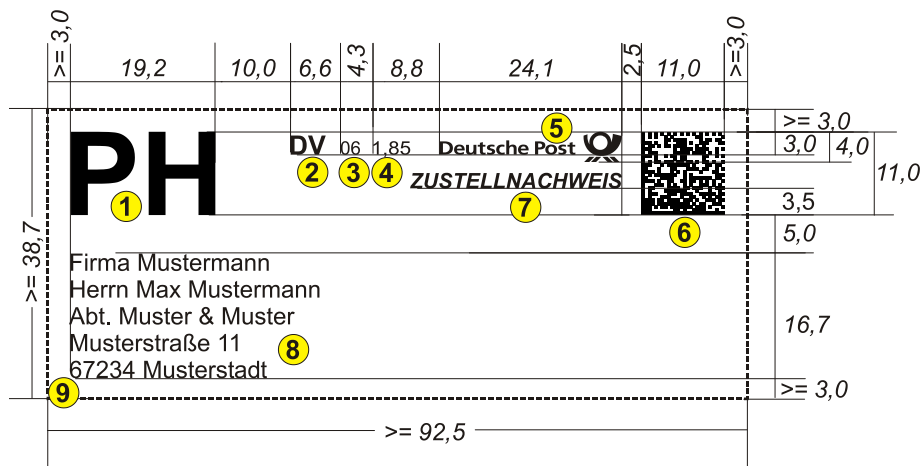 >= 3,0 19,2 10,0 6,6 4,3 8,8 24,1 2,5 11,0 >=3,0
PH DV 06 1,85 Deutsche Post 5 >= 3,0
1 2 3 4 3,0 4,0
ZUSTELLNACHWEIS 11,0
7 6 3,5
5,0
>= 38,7
Firma Mustermann
Herrn Max Mustermann
Abt. Muster & Muster
16,7
Musterstraße 11
8
67234 Musterstadt
9 >= 3,0
>= 92,5